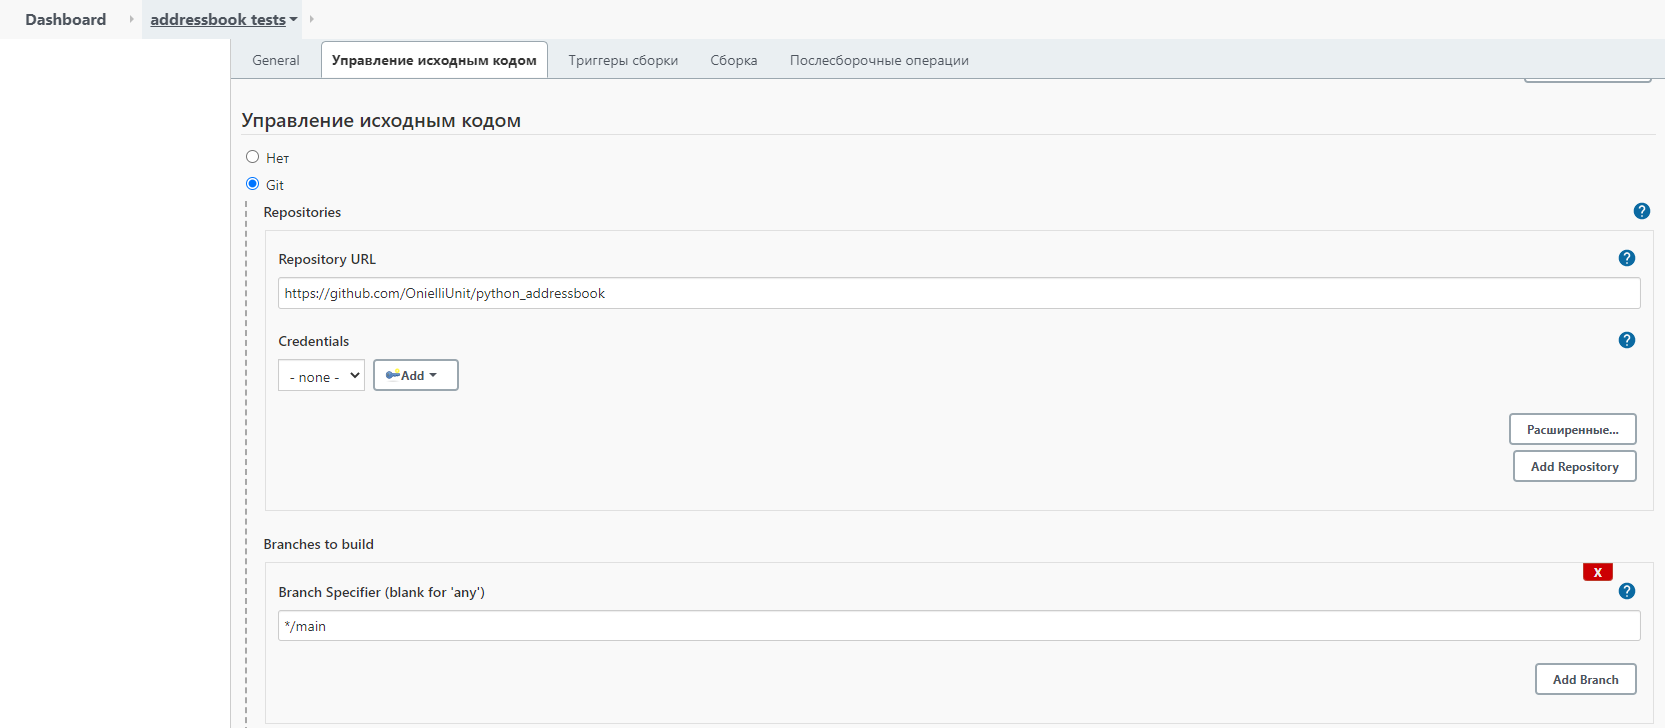 Dashboard addressbook tests
General Управление исходным кодом Триггеры сборки Сборка Послесборочные операции
Управление исходным кодом
Нет
Git
Repositories
?
Repository URL
?
https://github.com/OnielliUnit/python_addressbook
Credentials
?
- none - Add
Расширенные...
Add Repository
Branches to build
X
Branch Specifier (blank for 'any')
?
*/main
Add Branch